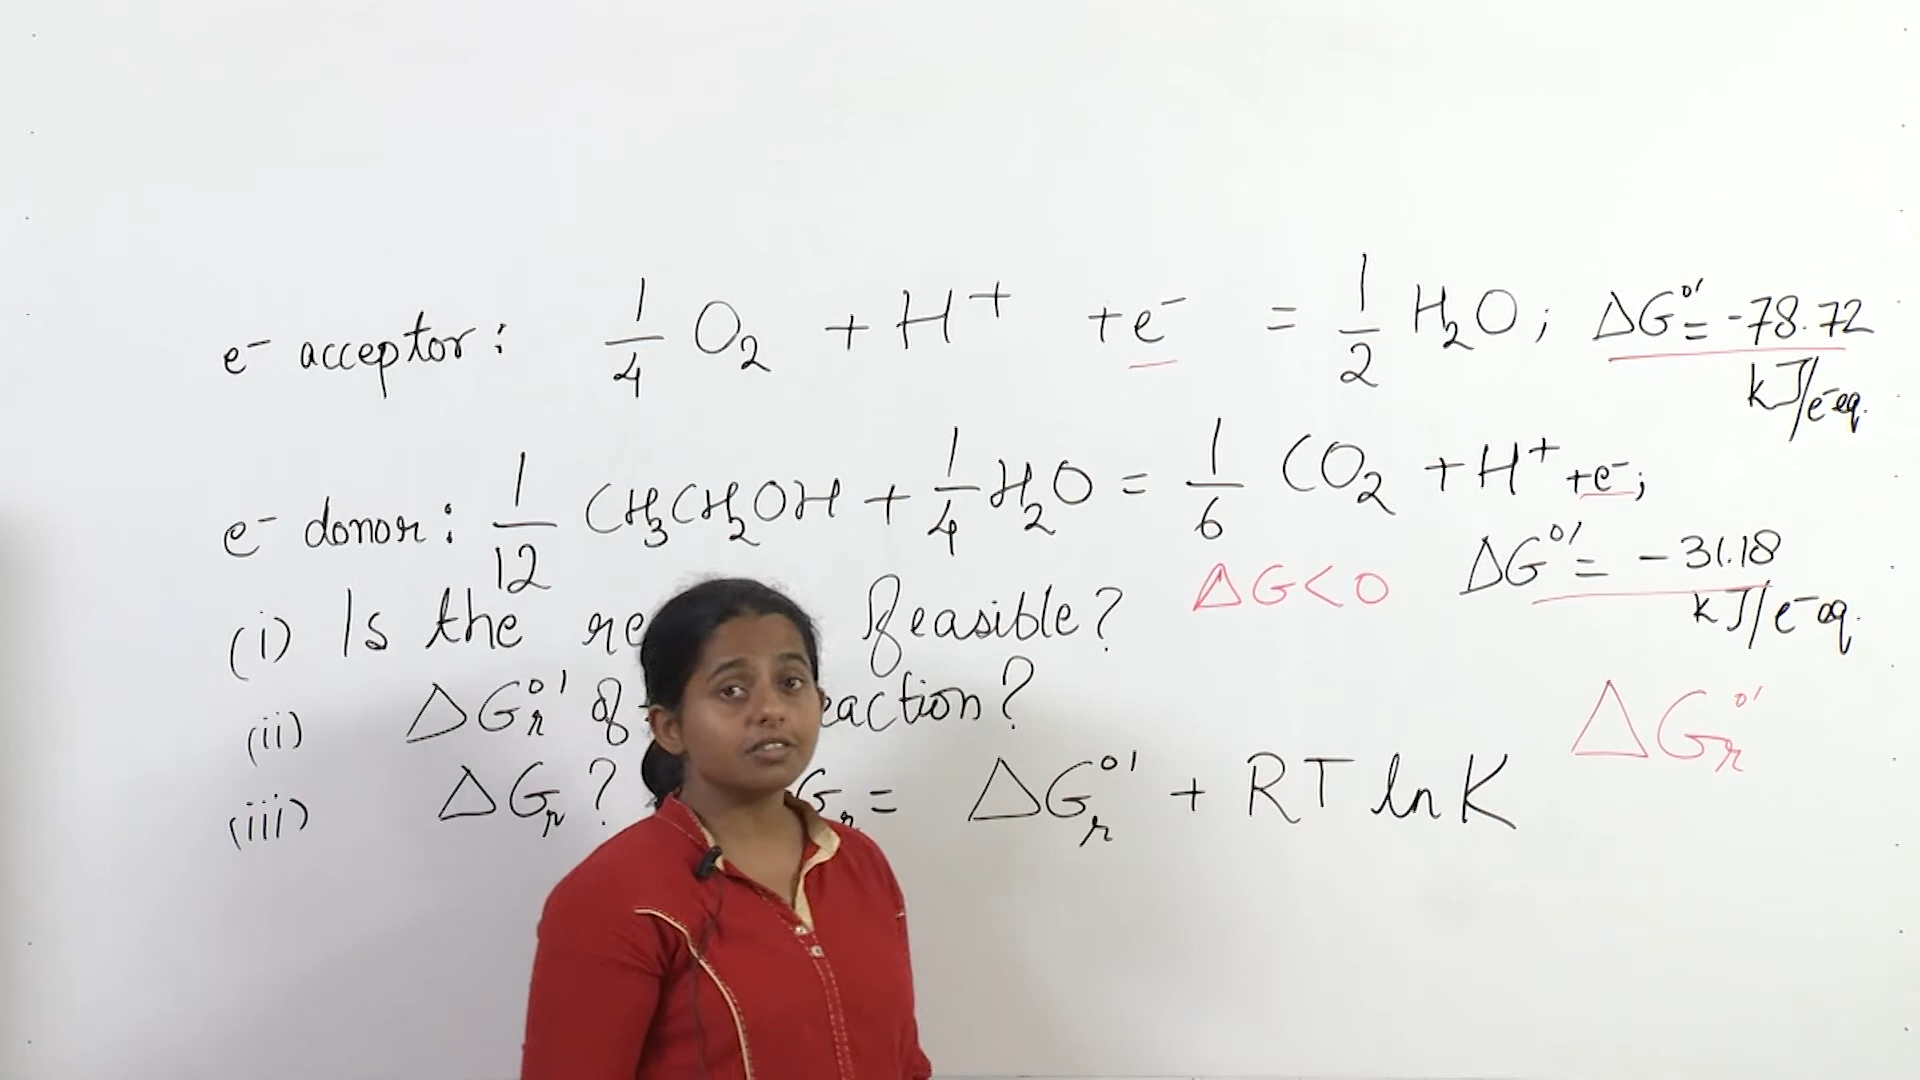 e⁻ acceptor: 1/4 O₂ + H⁺ + e⁻ = 1/2 H₂O; ΔG°' = -78.72
kJ/e⁻eq.
e⁻ donor: 1/12 CH₃CH₂OH + 1/4 H₂O = 1/6 CO₂ + H⁺ + e⁻;
ΔG°' = -31.18
kJ/e⁻eq.
(i) Is the feasible? ΔG<0
(ii) ΔGᵣ°' eaction? ΔGᵣ°'
(iii) ΔGᵣ? Gᵣ = ΔGᵣ°' + RT ln K